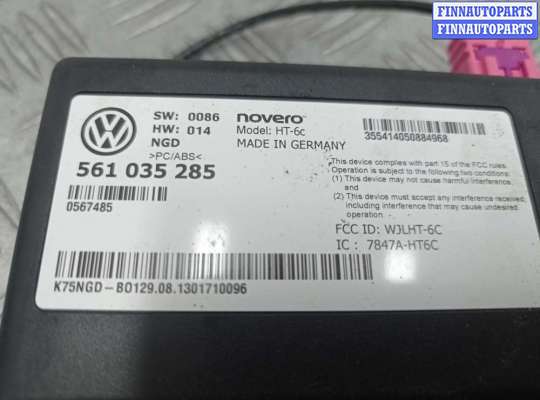 FINNAUTOPARTS
FINNAUTOPARTS
FINNAUTOPARTS
SW: 0086
HW: 014
NGD
>PC/ABS<
561 035 285
0567485
novero
Model: HT-6c
MADE IN GERMANY
355414050884968
This device complies with part 15 of the FCC rules.
Operation is subject to the following two conditions:
(1) This device may not cause harmful interference,
and
(2) This device must accept any interference received,
including interference that may cause undesired
operation.
FCC ID: WJLHT-6C
IC : 7847A-HT6C
K75NGD-B0129.08.1301710096